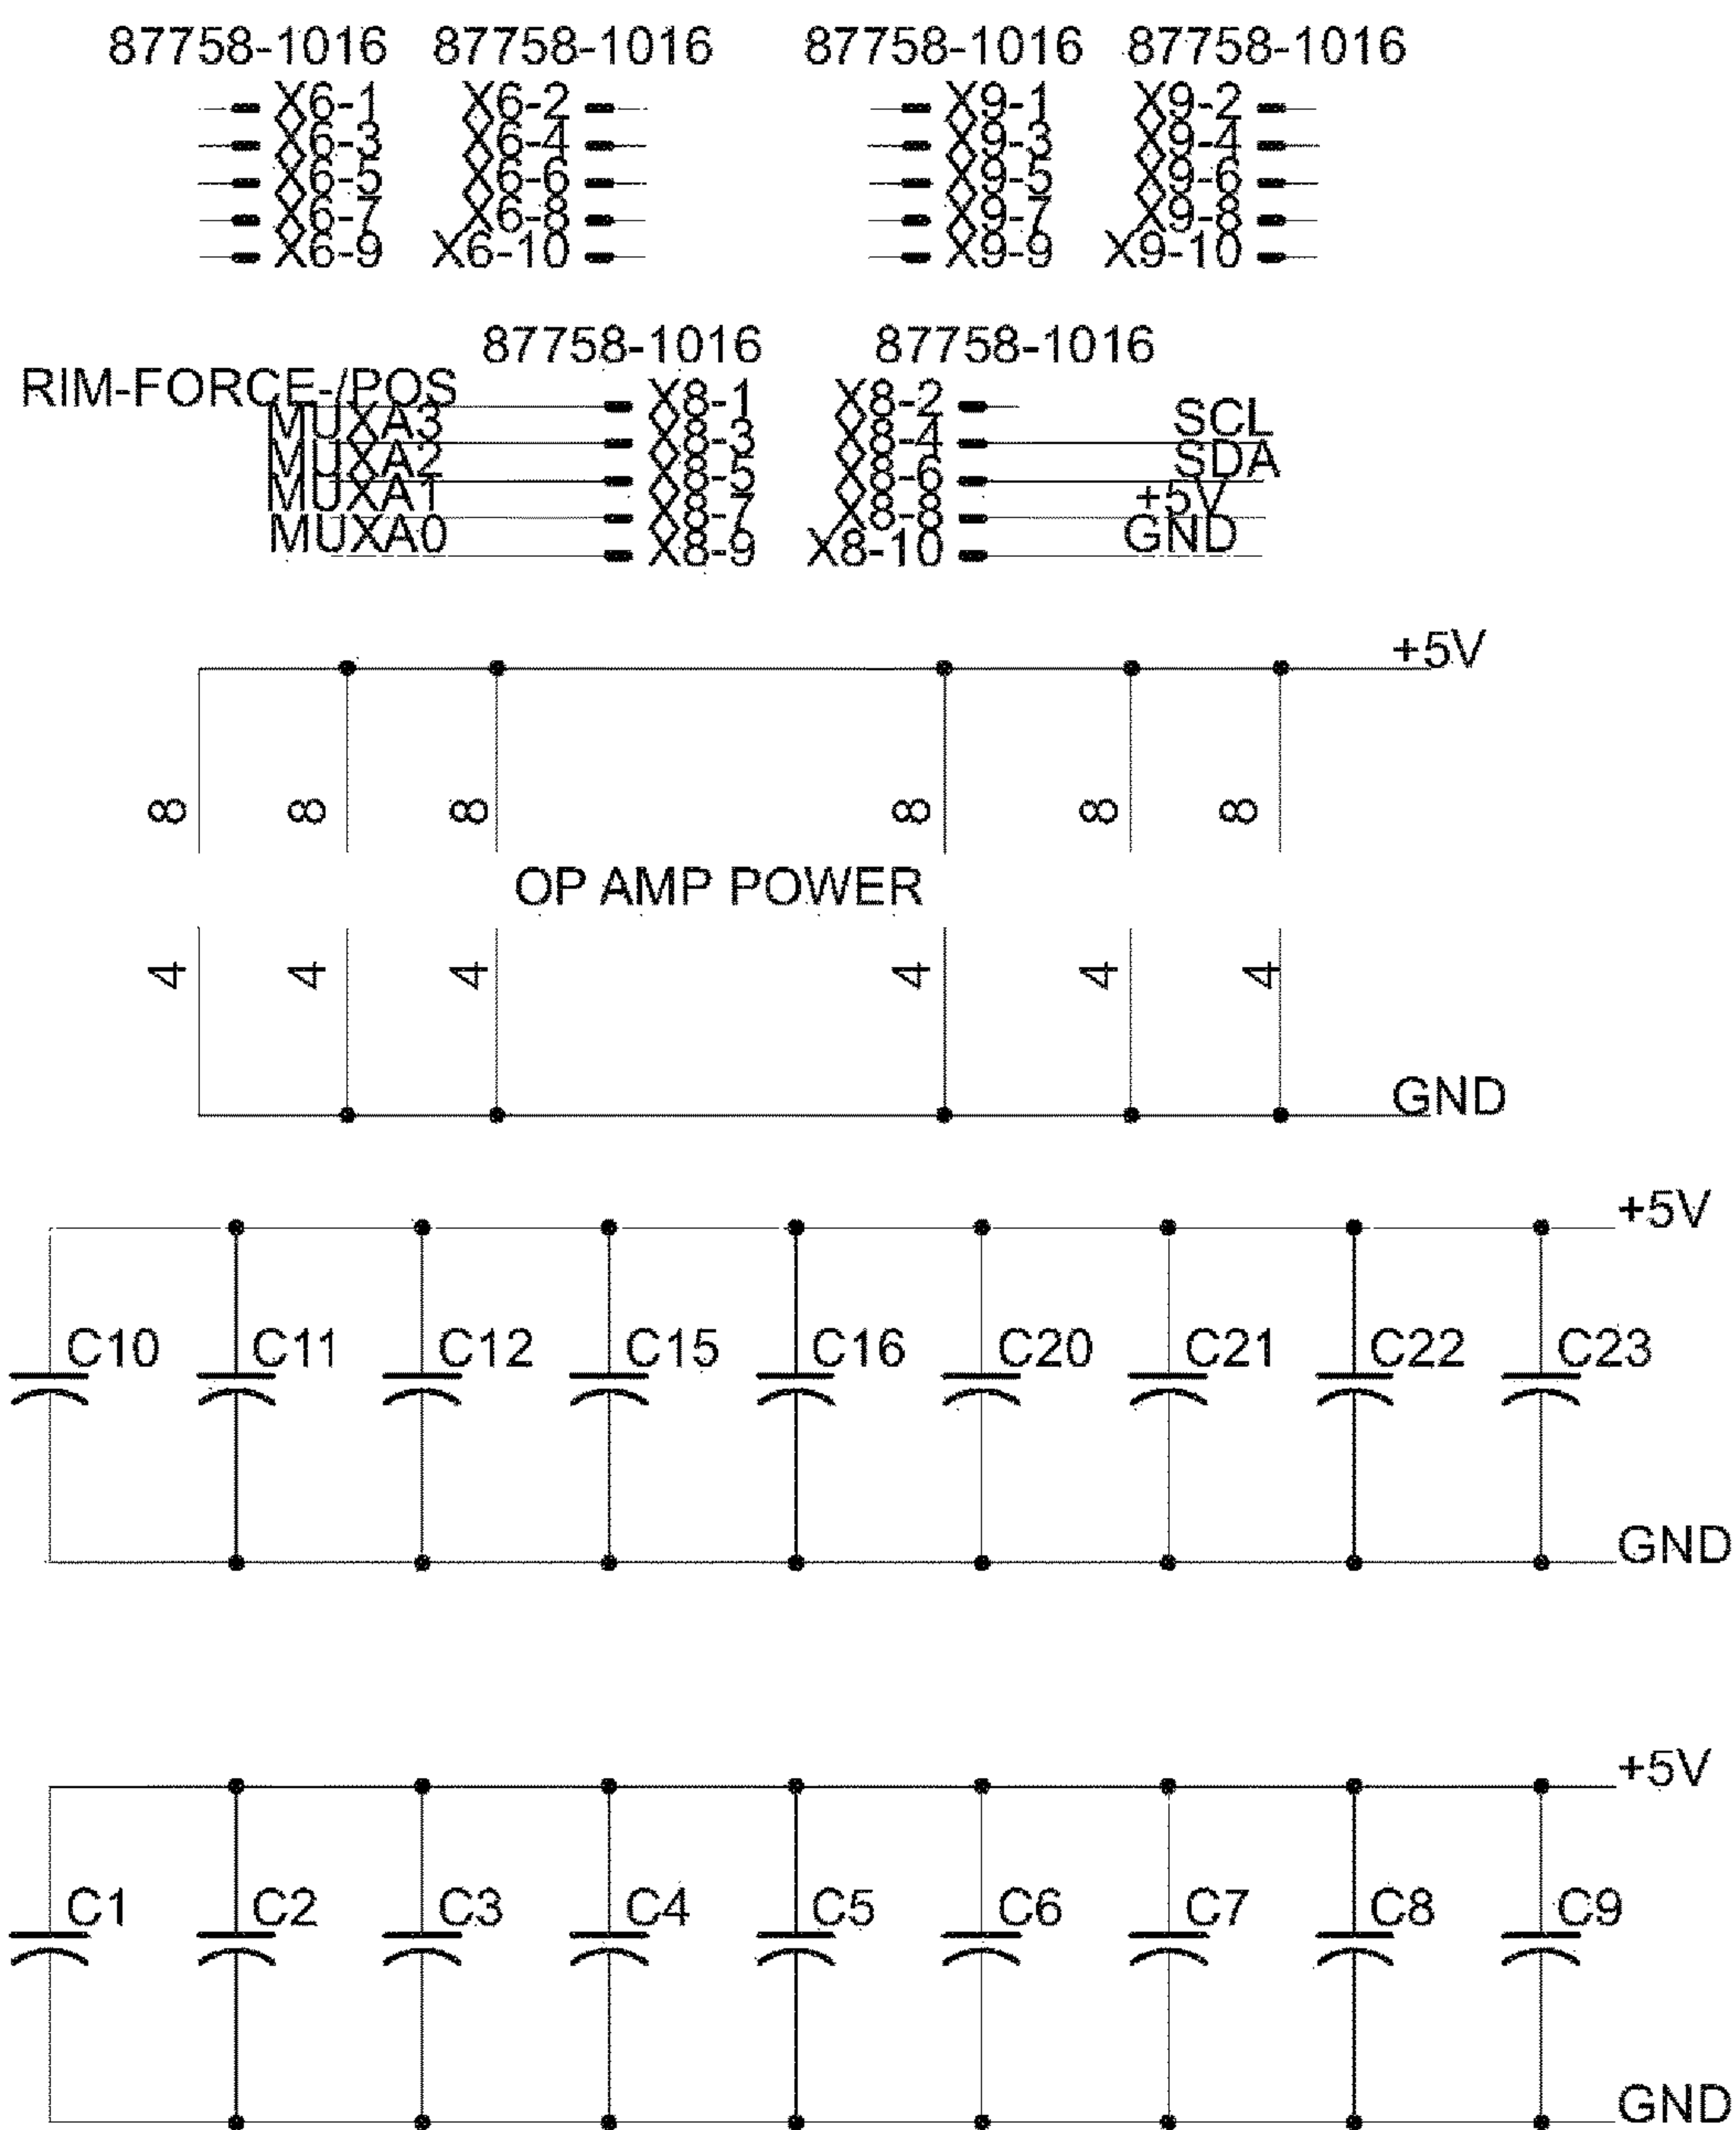 87758-1016 87758-1016 87758-1016 87758-1016
X6-1 X6-2 X9-1 X9-2
X6-3 X6-4 X9-3 X9-4
X6-5 X6-6 X9-5 X9-6
X6-7 X6-8 X9-7 X9-8
X6-9 X6-10 X9-9 X9-10
87758-1016 87758-1016
RIM-FORCE-/POS X8-1 X8-2
MUXA3 X8-3 X8-4 SCL
MUXA2 X8-5 X8-6 SDA
MUXA1 X8-7 X8-8 +5V
MUXA0 X8-9 X8-10 GND
+5V
8 8 8 8 8 8
OP AMP POWER
4 4 4 4 4 4
GND
+5V
C10 C11 C12 C15 C16 C20 C21 C22 C23
GND
+5V
C1 C2 C3 C4 C5 C6 C7 C8 C9
GND